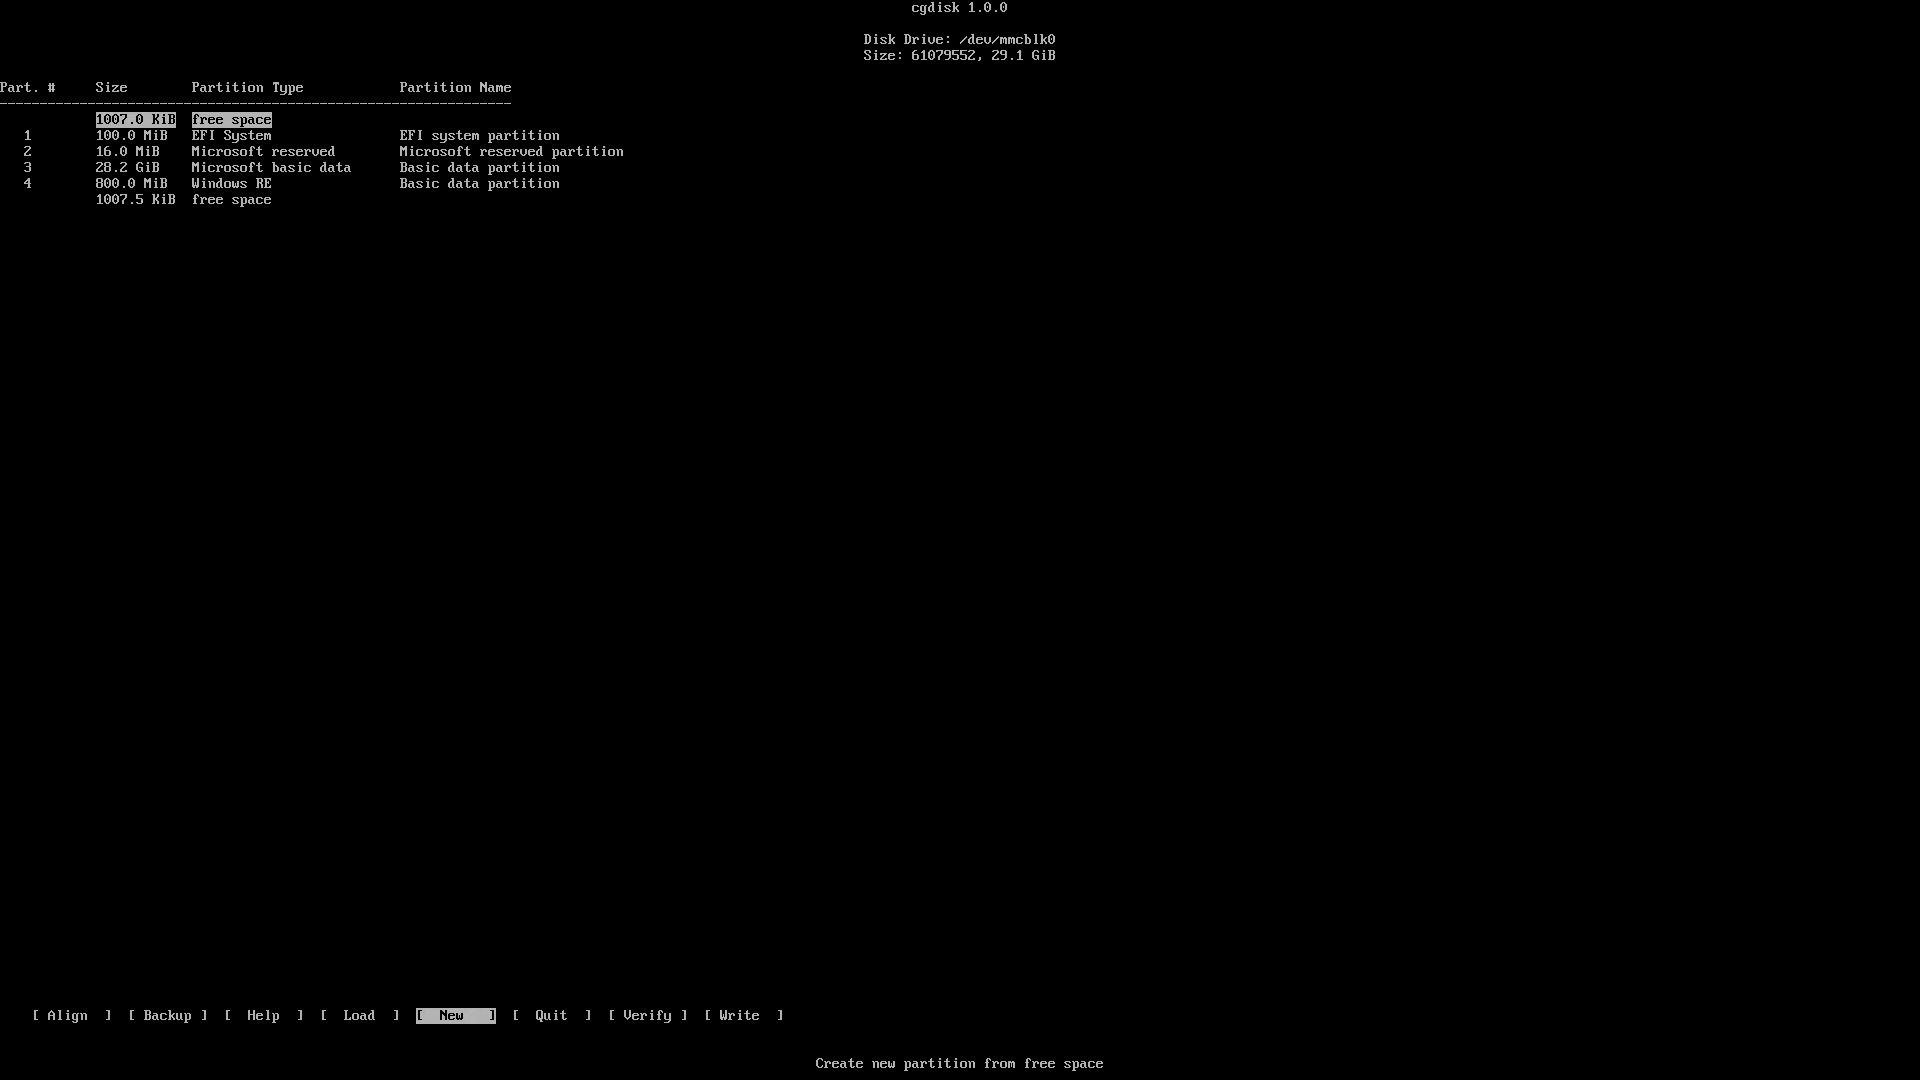 cgdisk 1.0.0
Disk Drive: /dev/mmcblk0
Size: 61079552, 29.1 GiB
Part. #     Size        Partition Type            Partition Name
----------------------------------------------------------------
            1007.0 KiB  free space
   1        100.0 MiB   EFI System                EFI system partition
   2        16.0 MiB    Microsoft reserved        Microsoft reserved partition
   3        28.2 GiB    Microsoft basic data      Basic data partition
   4        800.0 MiB   Windows RE                Basic data partition
            1007.5 KiB  free space
[ Align  ]  [ Backup ]  [  Help  ]  [  Load  ]  [  New   ]  [  Quit  ]  [ Verify ]  [ Write  ]
Create new partition from free space